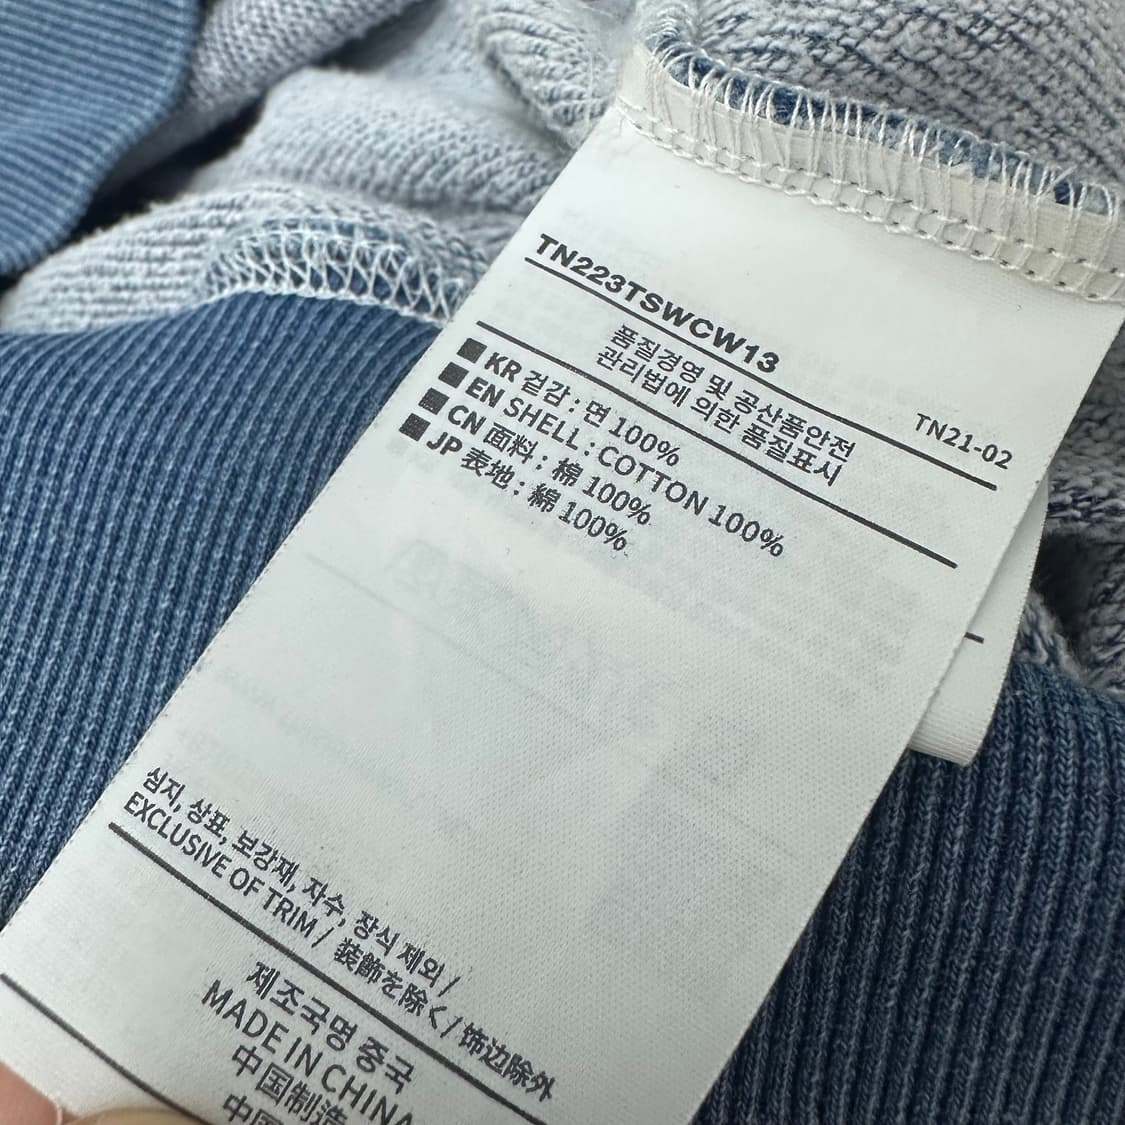 TN223TSWCW13
TN21-02
품질경영 및 공산품안전
관리법에 의한 품질표시
KR 겉감 : 면 100%
EN SHELL : COTTON 100%
CN 面料 : 棉 100%
JP 表地 : 綿 100%
심지, 상표, 보강재, 자수, 장식 제외 /
EXCLUSIVE OF TRIM / 装飾を除く / 饰边除外
제조국명 중국
MADE IN CHINA
中国制造
中国